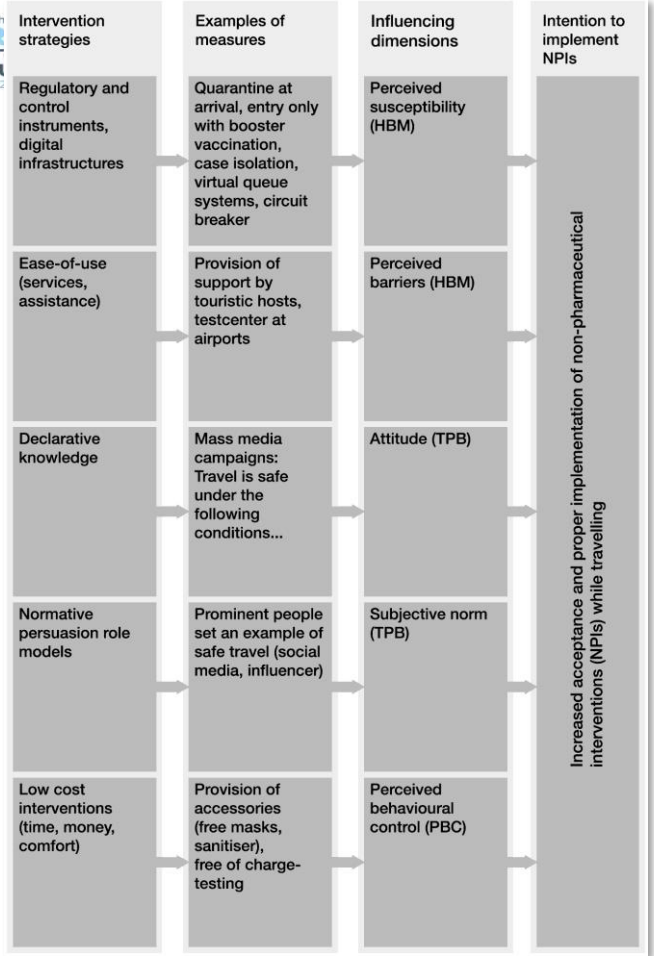 Intervention
strategies
Examples of
measures
Influencing
dimensions
Intention to
implement
NPIs
Regulatory and
control
instruments,
digital
infrastructures
Quarantine at
arrival, entry only
with booster
vaccination,
case isolation,
virtual queue
systems, circuit
breaker
Perceived
susceptibility
(HBM)
Ease-of-use
(services,
assistance)
Provision of
support by
touristic hosts,
testcenter at
airports
Perceived
barriers (HBM)
Declarative
knowledge
Mass media
campaigns:
Travel is safe
under the
following
conditions...
Attitude (TPB)
Normative
persuasion role
models
Prominent people
set an example of
safe travel (social
media, influencer)
Subjective norm
(TPB)
Low cost
interventions
(time, money,
comfort)
Provision of
accessories
(free masks,
sanitiser),
free of charge-
testing
Perceived
behavioural
control (PBC)
Increased acceptance and proper implementation of non-pharmaceutical
interventions (NPIs) while travelling